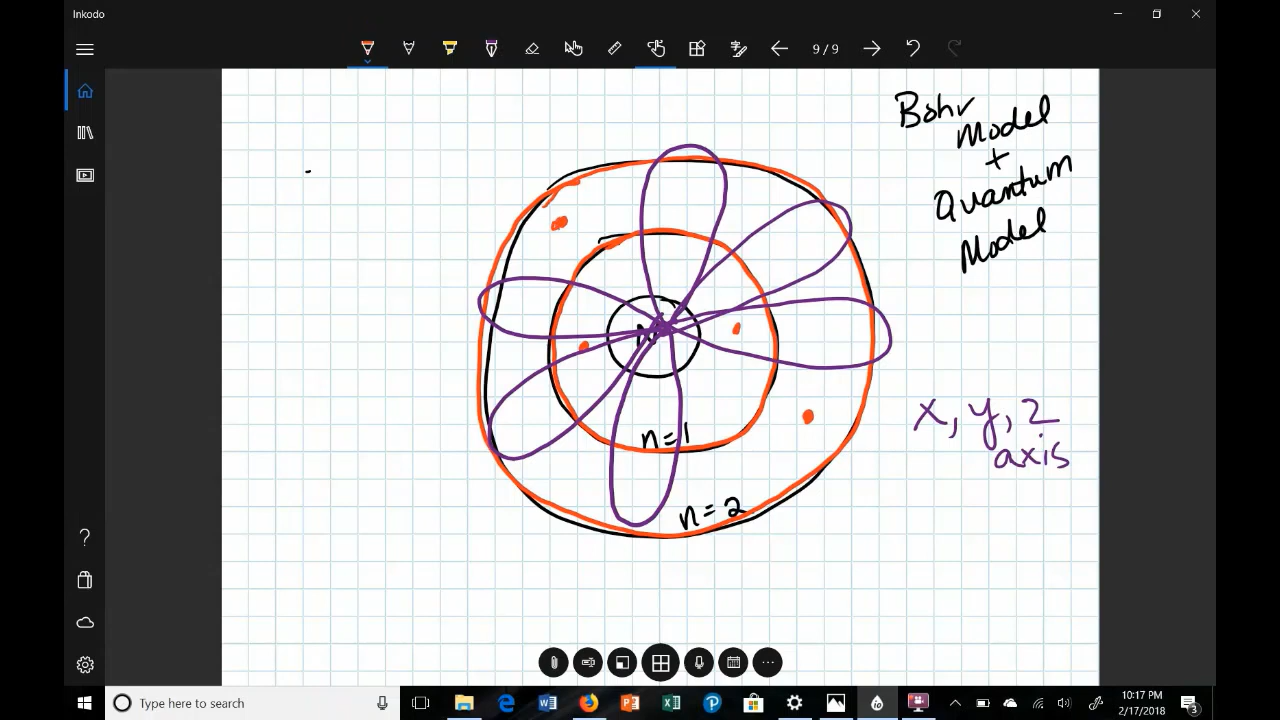 Inkodo
9 / 9
Bohr
Model
+
Quantum
Model
N
n=1
n=2
x, y, z
axis
Type here to search
10:17 PM
2/17/2018
3